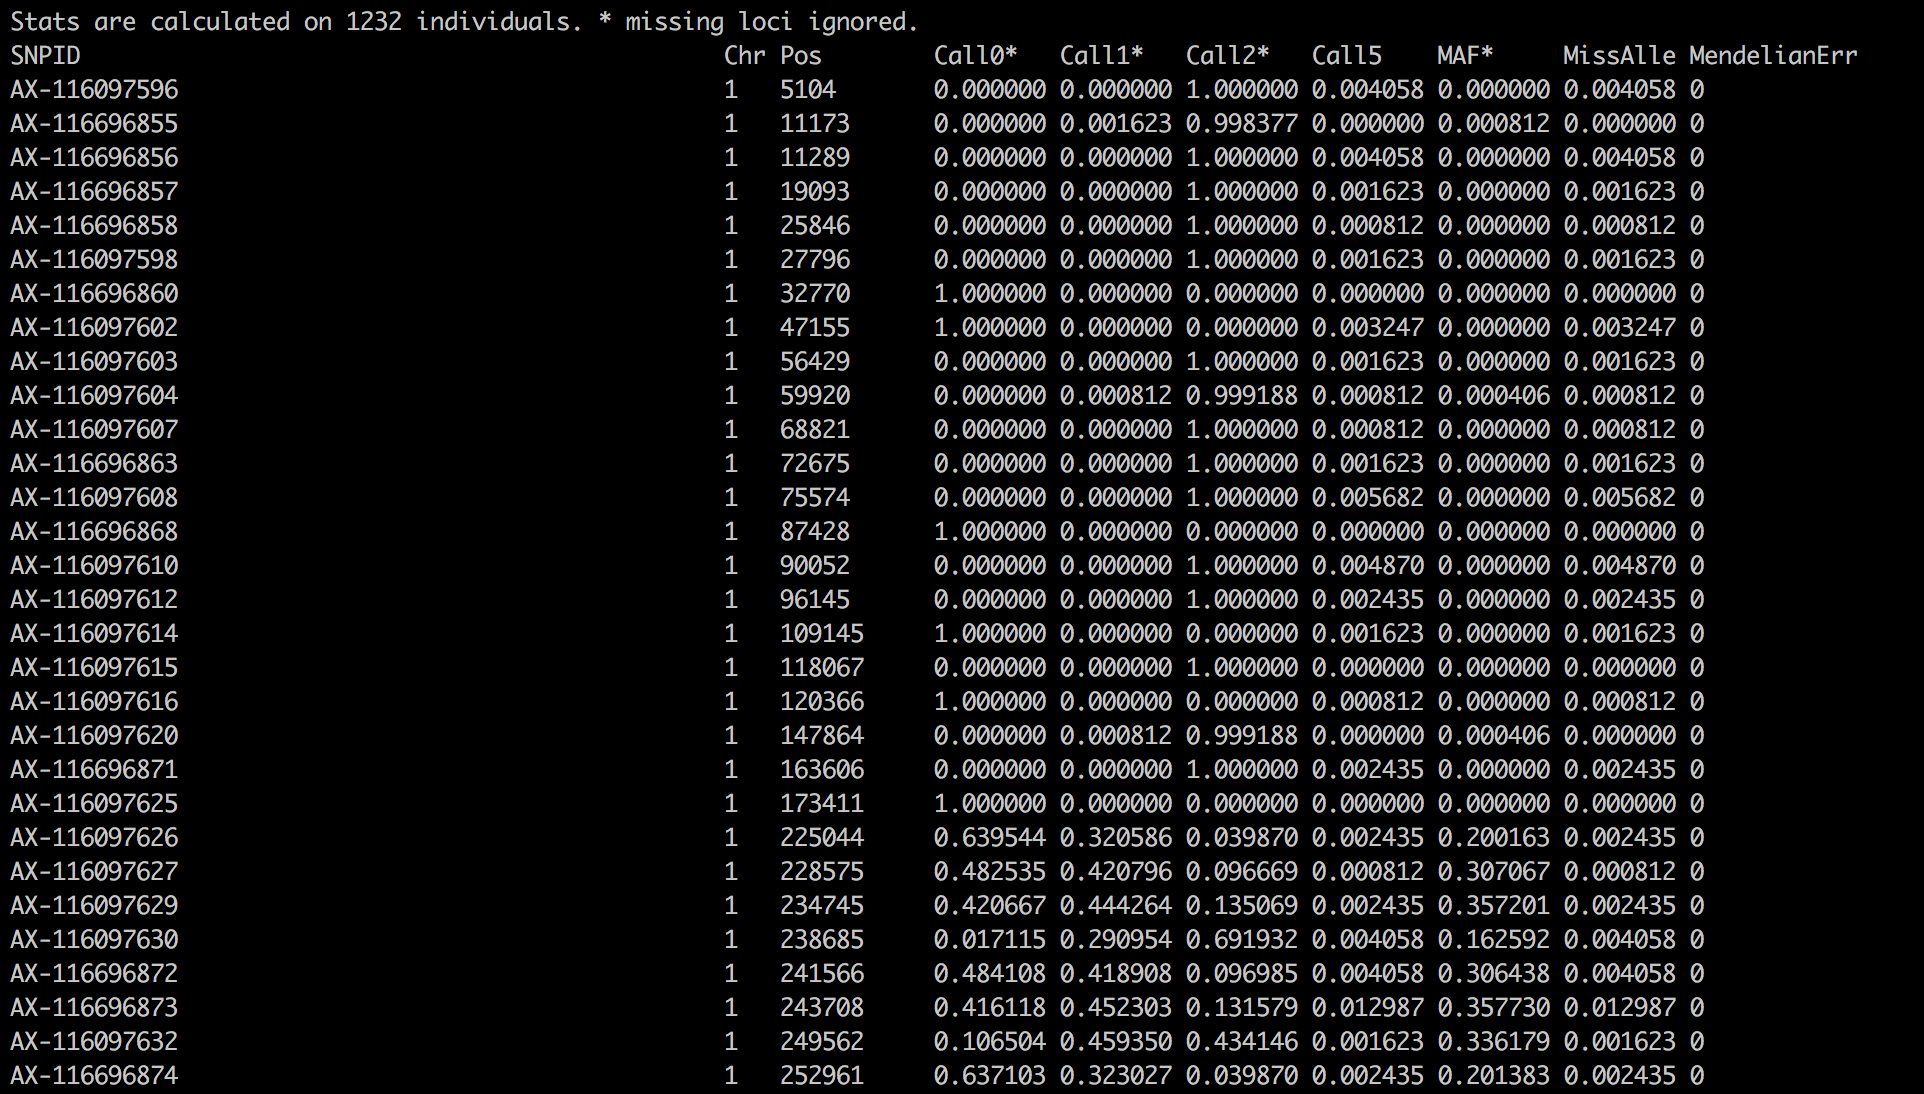 Stats are calculated on 1232 individuals. * missing loci ignored.
SNPID Chr Pos Call0* Call1* Call2* Call5 MAF* MissAlle MendelianErr
AX-116097596 1 5104 0.000000 0.000000 1.000000 0.004058 0.000000 0.004058 0
AX-116696855 1 11173 0.000000 0.001623 0.998377 0.000000 0.000812 0.000000 0
AX-116696856 1 11289 0.000000 0.000000 1.000000 0.004058 0.000000 0.004058 0
AX-116696857 1 19093 0.000000 0.000000 1.000000 0.001623 0.000000 0.001623 0
AX-116696858 1 25846 0.000000 0.000000 1.000000 0.000812 0.000000 0.000812 0
AX-116097598 1 27796 0.000000 0.000000 1.000000 0.001623 0.000000 0.001623 0
AX-116696860 1 32770 1.000000 0.000000 0.000000 0.000000 0.000000 0.000000 0
AX-116097602 1 47155 1.000000 0.000000 0.000000 0.003247 0.000000 0.003247 0
AX-116097603 1 56429 0.000000 0.000000 1.000000 0.001623 0.000000 0.001623 0
AX-116097604 1 59920 0.000000 0.000812 0.999188 0.000812 0.000406 0.000812 0
AX-116097607 1 68821 0.000000 0.000000 1.000000 0.000812 0.000000 0.000812 0
AX-116696863 1 72675 0.000000 0.000000 1.000000 0.001623 0.000000 0.001623 0
AX-116097608 1 75574 0.000000 0.000000 1.000000 0.005682 0.000000 0.005682 0
AX-116696868 1 87428 1.000000 0.000000 0.000000 0.000000 0.000000 0.000000 0
AX-116097610 1 90052 0.000000 0.000000 1.000000 0.004870 0.000000 0.004870 0
AX-116097612 1 96145 0.000000 0.000000 1.000000 0.002435 0.000000 0.002435 0
AX-116097614 1 109145 1.000000 0.000000 0.000000 0.001623 0.000000 0.001623 0
AX-116097615 1 118067 0.000000 0.000000 1.000000 0.000000 0.000000 0.000000 0
AX-116097616 1 120366 1.000000 0.000000 0.000000 0.000812 0.000000 0.000812 0
AX-116097620 1 147864 0.000000 0.000812 0.999188 0.000000 0.000406 0.000000 0
AX-116696871 1 163606 0.000000 0.000000 1.000000 0.002435 0.000000 0.002435 0
AX-116097625 1 173411 1.000000 0.000000 0.000000 0.000000 0.000000 0.000000 0
AX-116097626 1 225044 0.639544 0.320586 0.039870 0.002435 0.200163 0.002435 0
AX-116097627 1 228575 0.482535 0.420796 0.096669 0.000812 0.307067 0.000812 0
AX-116097629 1 234745 0.420667 0.444264 0.135069 0.002435 0.357201 0.002435 0
AX-116097630 1 238685 0.017115 0.290954 0.691932 0.004058 0.162592 0.004058 0
AX-116696872 1 241566 0.484108 0.418908 0.096985 0.004058 0.306438 0.004058 0
AX-116696873 1 243708 0.416118 0.452303 0.131579 0.012987 0.357730 0.012987 0
AX-116097632 1 249562 0.106504 0.459350 0.434146 0.001623 0.336179 0.001623 0
AX-116696874 1 252961 0.637103 0.323027 0.039870 0.002435 0.201383 0.002435 0